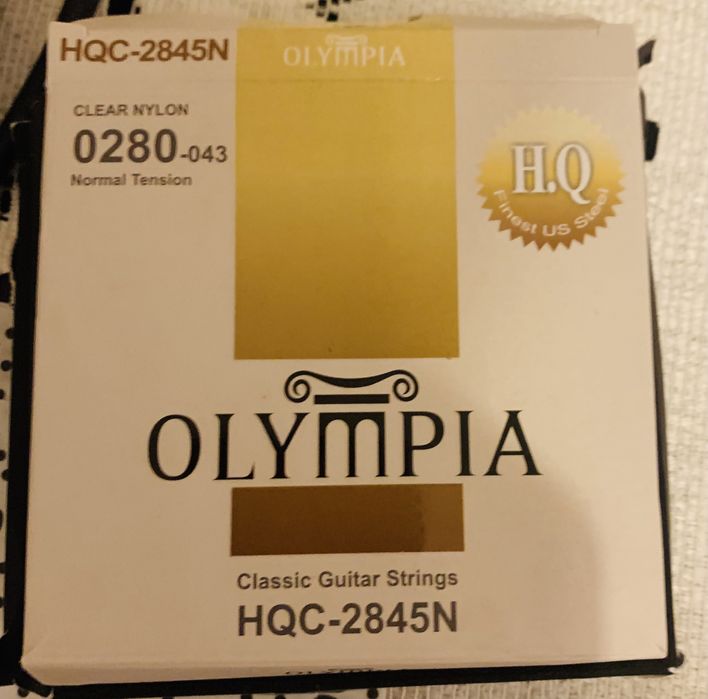 HQC-2845N
OLYMPIA
CLEAR NYLON
0280-043
Normal Tension
H.Q
Finest US Steel
OLYMPIA
Classic Guitar Strings
HQC-2845N